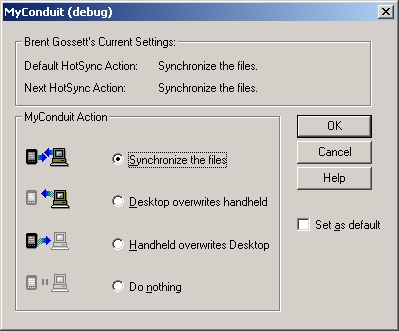 MyConduit (debug)
Brent Gossett's Current Settings:
Default HotSync Action: Synchronize the files.
Next HotSync Action: Synchronize the files.
MyConduit Action
Synchronize the files
Desktop overwrites handheld
Handheld overwrites Desktop
Do nothing
OK
Cancel
Help
Set as default